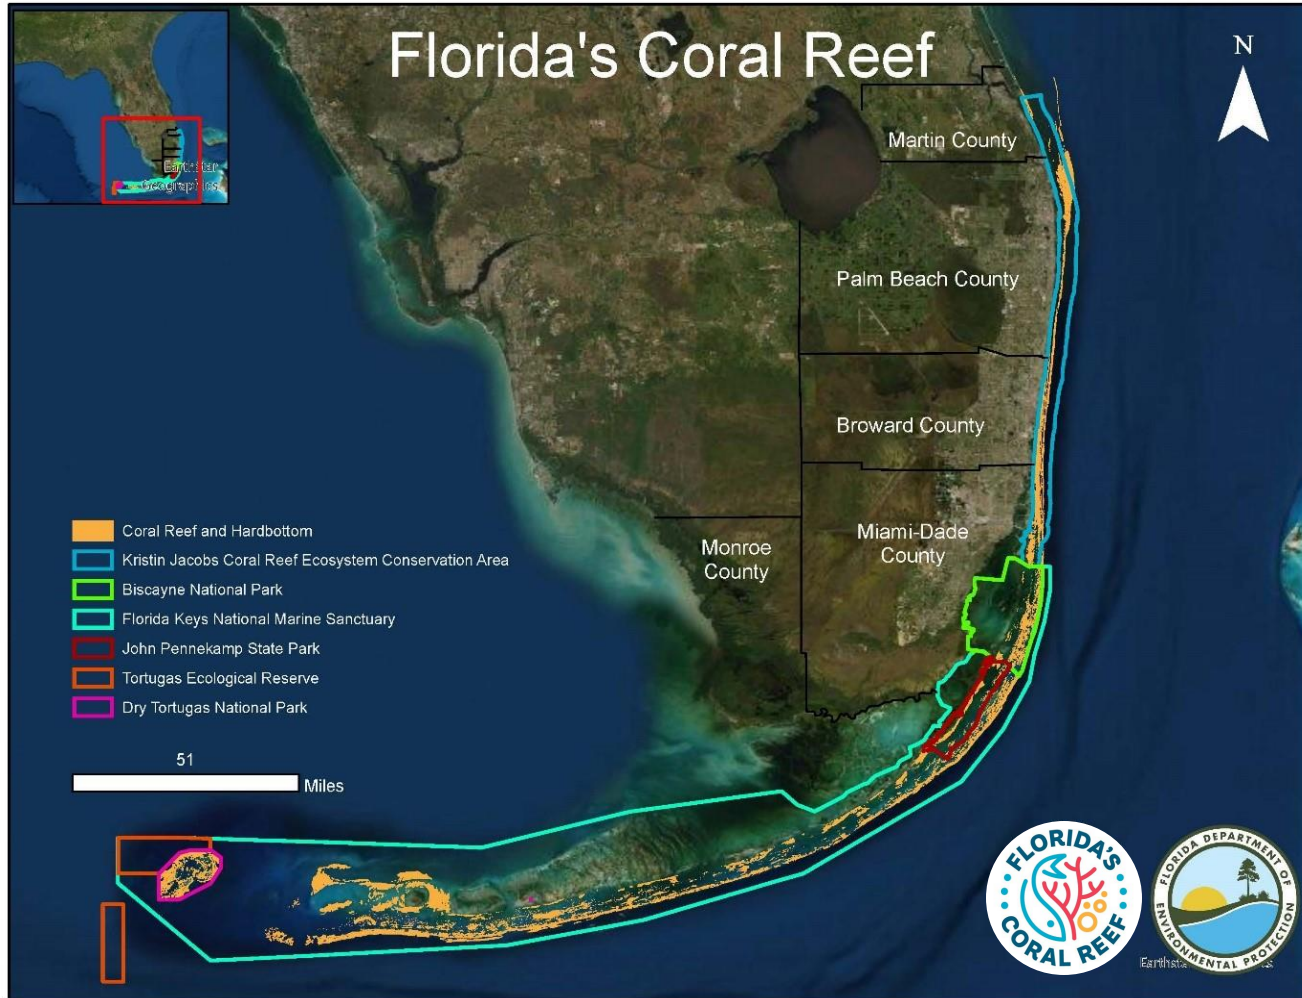 Florida's Coral Reef
N
Earthstar
Geographics
Martin County
Palm Beach County
Broward County
Miami-Dade
County
Monroe
County
Coral Reef and Hardbottom
Kristin Jacobs Coral Reef Ecosystem Conservation Area
Biscayne National Park
Florida Keys National Marine Sanctuary
John Pennekamp State Park
Tortugas Ecological Reserve
Dry Tortugas National Park
51
Miles
FLORIDA'S
CORAL REEF
FLORIDA DEPARTMENT OF
ENVIRONMENTAL PROTECTION